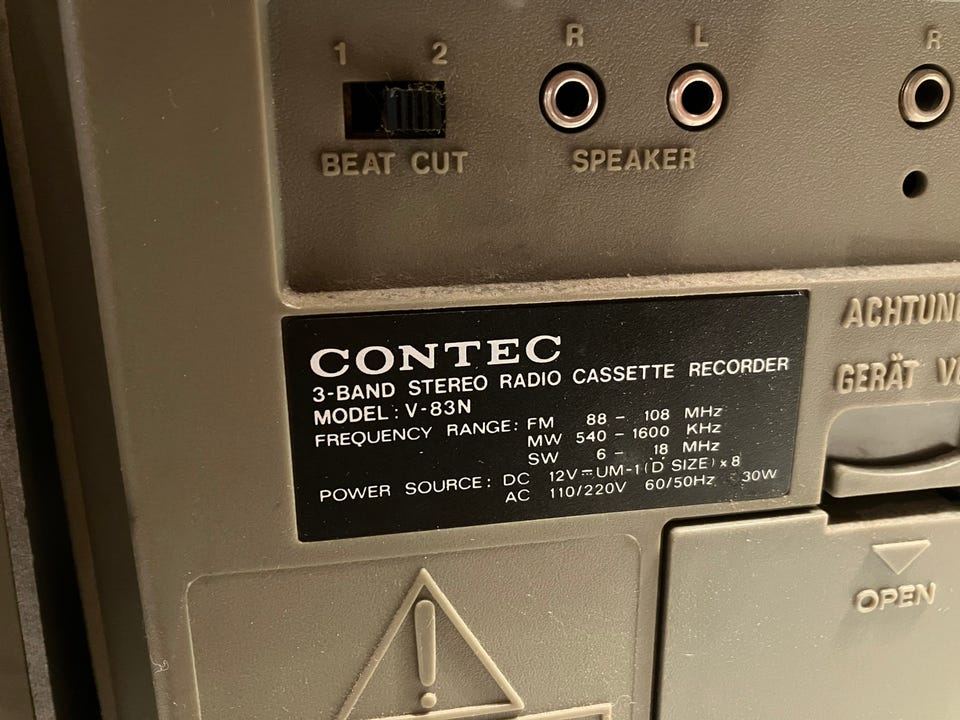 1 2
R L
R
BEAT CUT
SPEAKER
CONTEC
3-BAND STEREO RADIO CASSETTE RECORDER
MODEL: V-83N
FREQUENCY RANGE: FM 88 - 108 MHz
MW 540 - 1600 KHz
SW 6 - 18 MHz
POWER SOURCE: DC 12V⎓UM-1(D SIZE)x8
AC 110/220V 60/50Hz 30W
ACHTUN
GERÄT V
OPEN